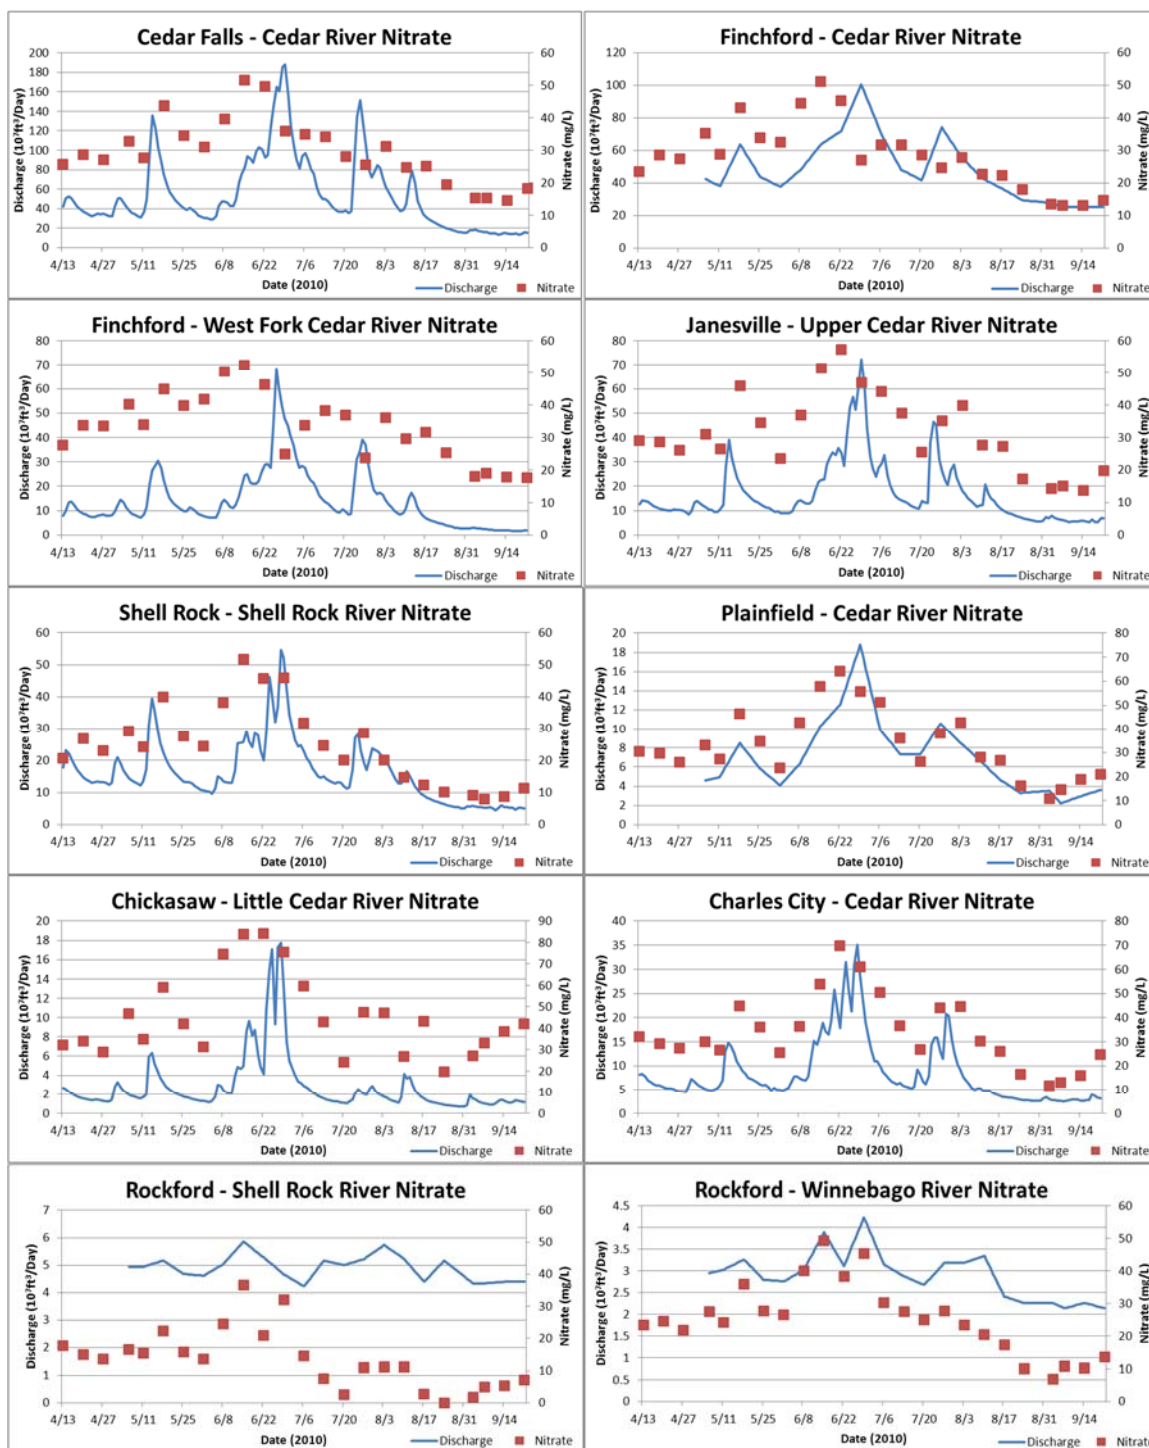 Cedar Falls - Cedar River Nitrate
Discharge (10⁷ft³/Day)
200 180 160 140 120 100 80 60 40 20 0
60 50 40 30 20 10 0
Nitrate (mg/L)
4/13 4/27 5/11 5/25 6/8 6/22 7/6 7/20 8/3 8/17 8/31 9/14
Date (2010)
Discharge Nitrate
Finchford - Cedar River Nitrate
Discharge (10⁷ft³/Day)
120 100 80 60 40 20 0
60 50 40 30 20 10 0
Nitrate (mg/L)
4/13 4/27 5/11 5/25 6/8 6/22 7/6 7/20 8/3 8/17 8/31 9/14
Date (2010)
Discharge Nitrate
Finchford - West Fork Cedar River Nitrate
Discharge (10⁷ft³/Day)
80 70 60 50 40 30 20 10 0
60 50 40 30 20 10 0
Nitrate (mg/L)
4/13 4/27 5/11 5/25 6/8 6/22 7/6 7/20 8/3 8/17 8/31 9/14
Date (2010)
Discharge Nitrate
Janesville - Upper Cedar River Nitrate
Discharge (10⁷ft³/Day)
80 70 60 50 40 30 20 10 0
60 50 40 30 20 10 0
Nitrate (mg/L)
4/13 4/27 5/11 5/25 6/8 6/22 7/6 7/20 8/3 8/17 8/31 9/14
Date (2010)
Discharge Nitrate
Shell Rock - Shell Rock River Nitrate
Discharge (10⁷ft³/Day)
60 50 40 30 20 10 0
60 50 40 30 20 10 0
Nitrate (mg/L)
4/13 4/27 5/11 5/25 6/8 6/22 7/6 7/20 8/3 8/17 8/31 9/14
Date (2010)
Discharge Nitrate
Plainfield - Cedar River Nitrate
Discharge (10⁷ft³/Day)
20 18 16 14 12 10 8 6 4 2 0
80 70 60 50 40 30 20 10 0
Nitrate (mg/L)
4/13 4/27 5/11 5/25 6/8 6/22 7/6 7/20 8/3 8/17 8/31 9/14
Date (2010)
Discharge Nitrate
Chickasaw - Little Cedar River Nitrate
Discharge (10⁷ft³/Day)
20 18 16 14 12 10 8 6 4 2 0
90 80 70 60 50 40 30 20 10 0
Nitrate (mg/L)
4/13 4/27 5/11 5/25 6/8 6/22 7/6 7/20 8/3 8/17 8/31 9/14
Date (2010)
Discharge Nitrate
Charles City - Cedar River Nitrate
Discharge (10⁷ft³/Day)
40 35 30 25 20 15 10 5 0
80 70 60 50 40 30 20 10 0
Nitrate (mg/L)
4/13 4/27 5/11 5/25 6/8 6/22 7/6 7/20 8/3 8/17 8/31 9/14
Date (2010)
Discharge Nitrate
Rockford - Shell Rock River Nitrate
Discharge (10⁷ft³/Day)
7 6 5 4 3 2 1 0
60 50 40 30 20 10 0
Nitrate (mg/L)
4/13 4/27 5/11 5/25 6/8 6/22 7/6 7/20 8/3 8/17 8/31 9/14
Date (2010)
Discharge Nitrate
Rockford - Winnebago River Nitrate
Discharge (10⁷ft³/Day)
4.5 4 3.5 3 2.5 2 1.5 1 0.5 0
60 50 40 30 20 10 0
Nitrate (mg/L)
4/13 4/27 5/11 5/25 6/8 6/22 7/6 7/20 8/3 8/17 8/31 9/14
Date (2010)
Discharge Nitrate